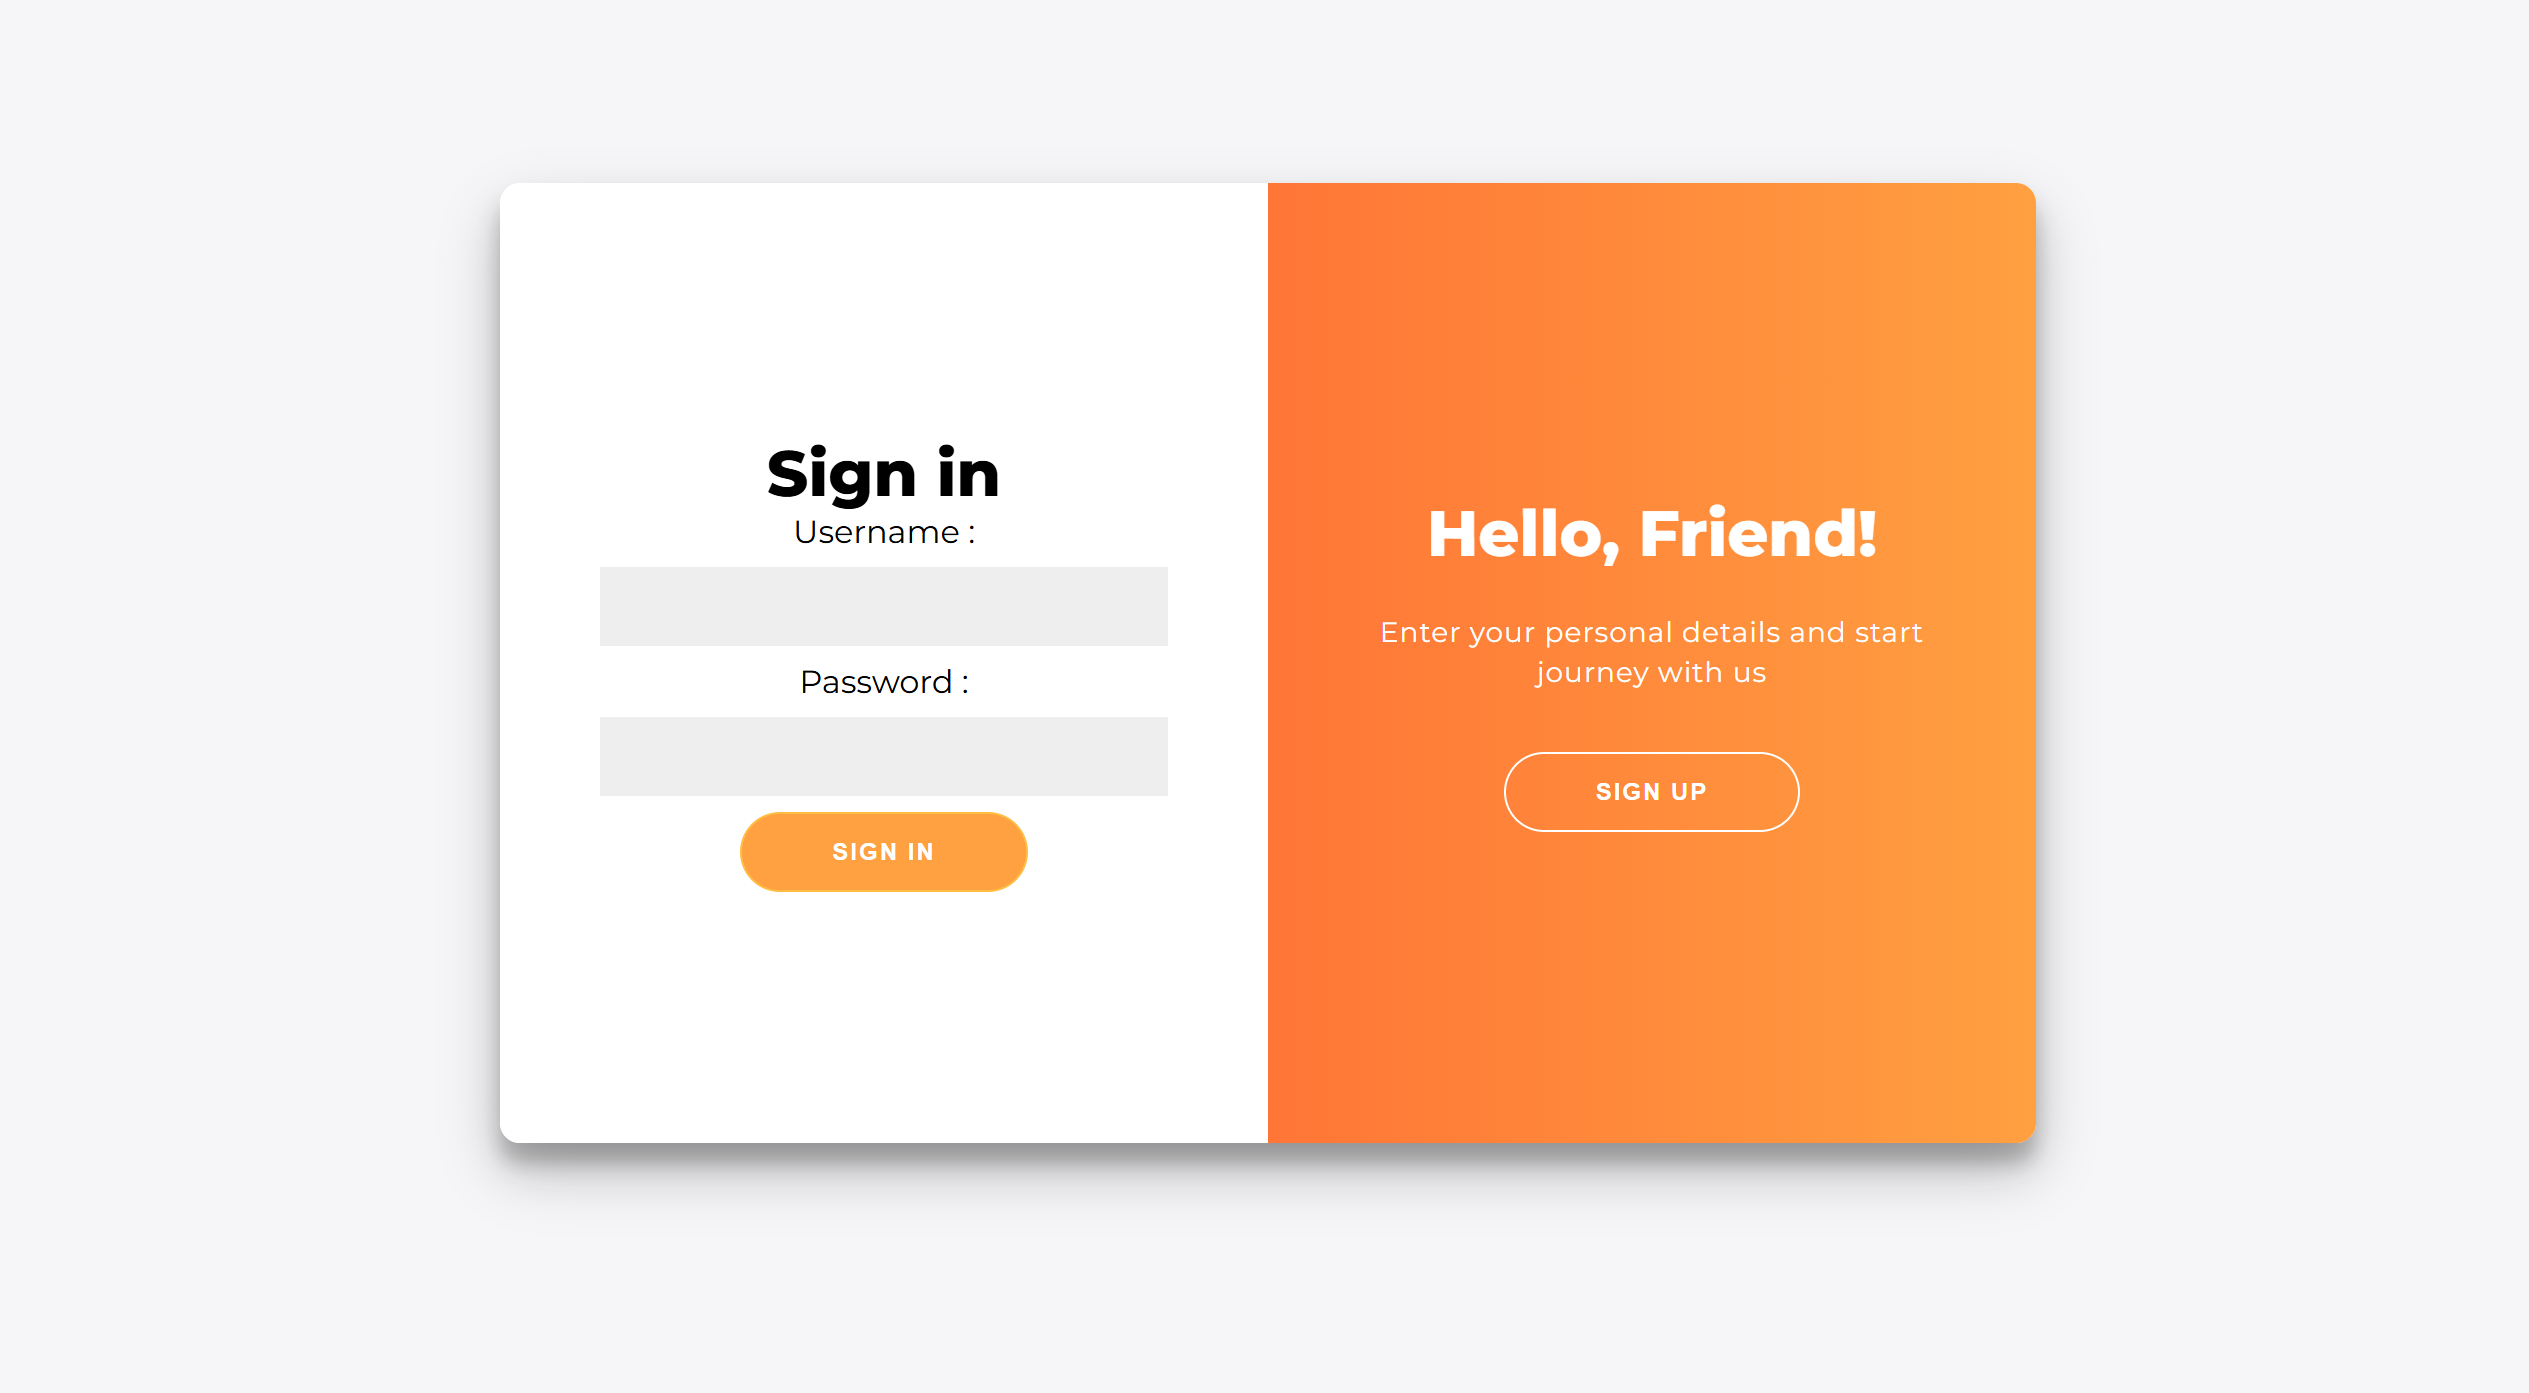 Sign in
Username :
Password :
SIGN IN
Hello, Friend!
Enter your personal details and start
journey with us
SIGN UP